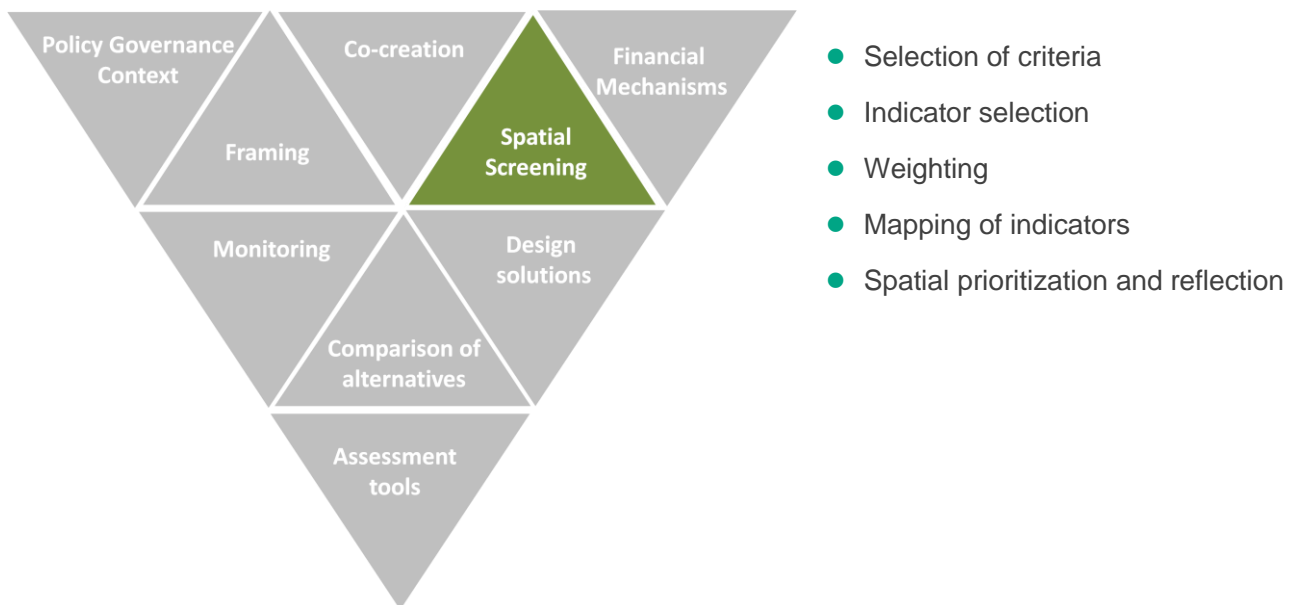 Policy Governance
Context
Framing
Co-creation
Spatial
Screening
Financial
Mechanisms
Monitoring
Comparison of
alternatives
Design
solutions
Assessment
tools
Selection of criteria
Indicator selection
Weighting
Mapping of indicators
Spatial prioritization and reflection